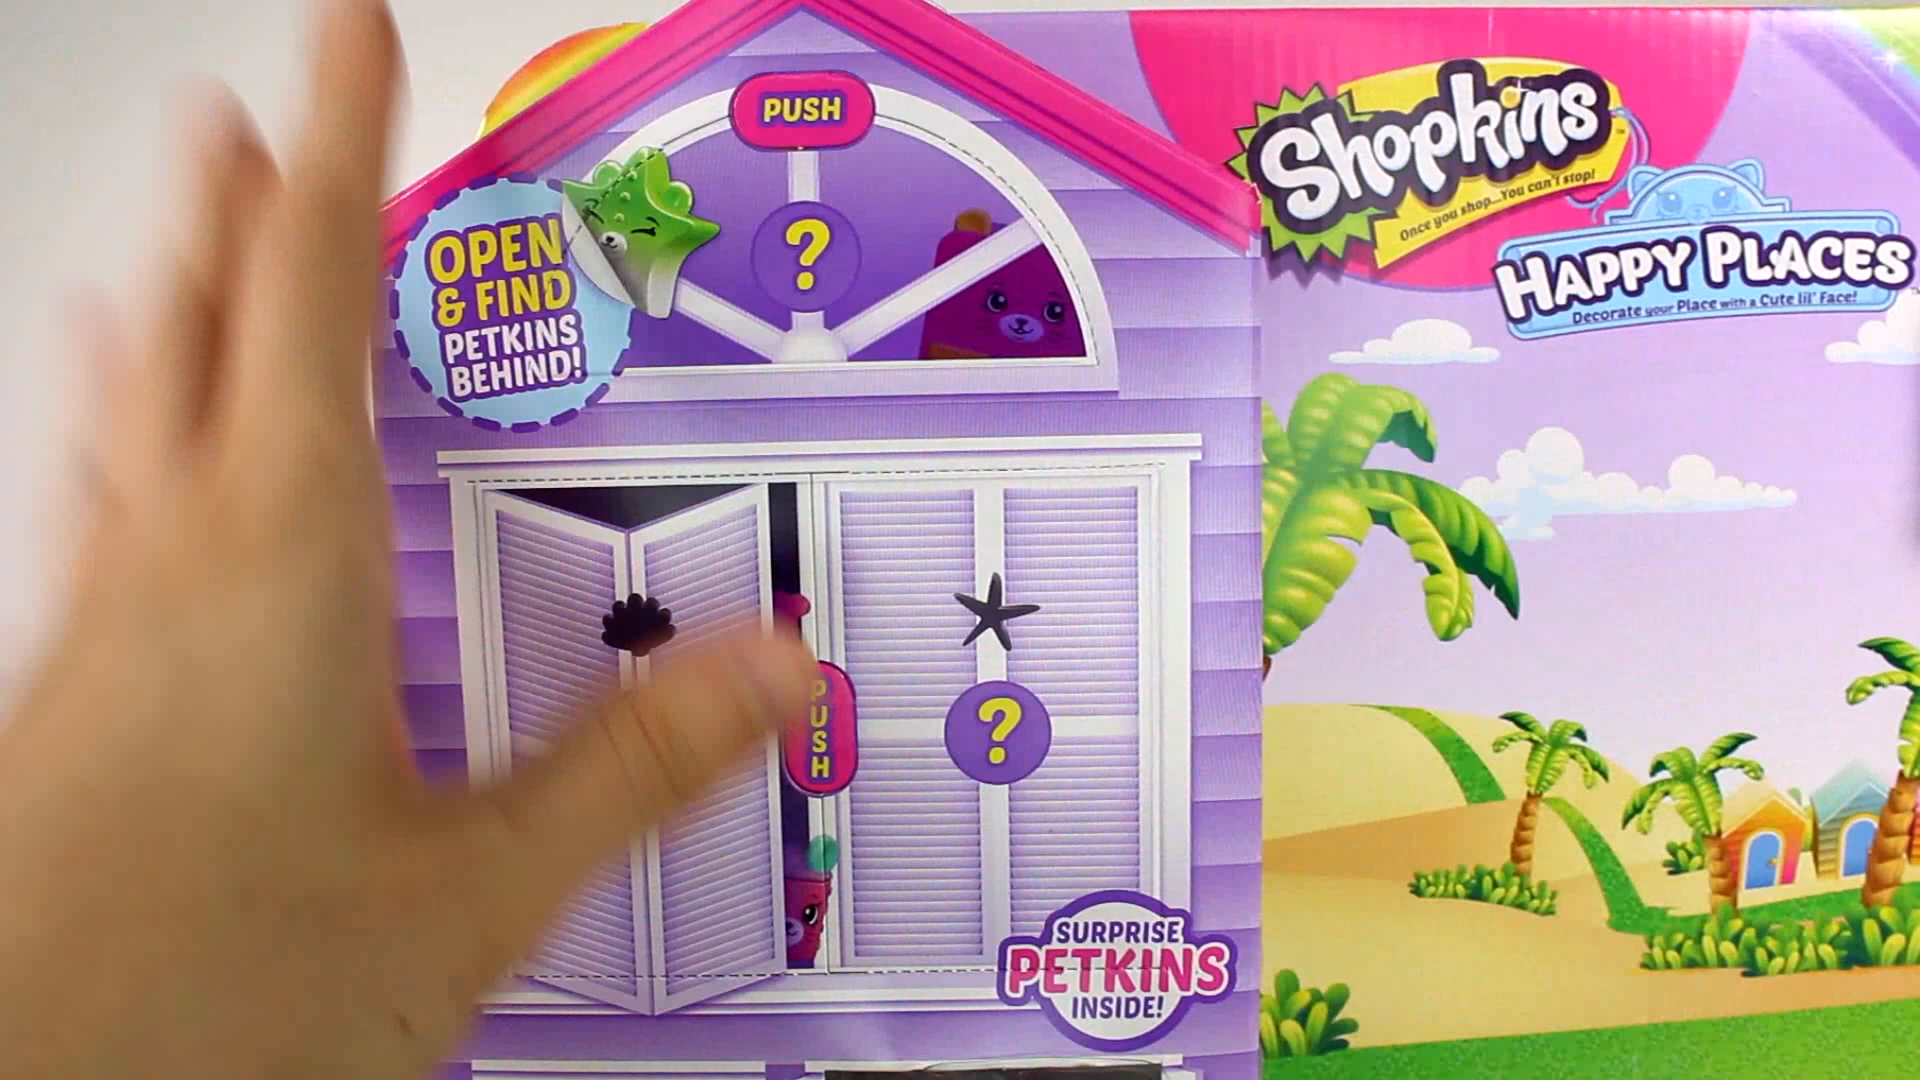 PUSH
OPEN
& FIND
PETKINS
BEHIND!
?
PUSH
?
SURPRISE
PETKINS
INSIDE!
Shopkins™
Once you shop...You can't stop!
HAPPY PLACES
Decorate your Place with a Cute lil' Face!